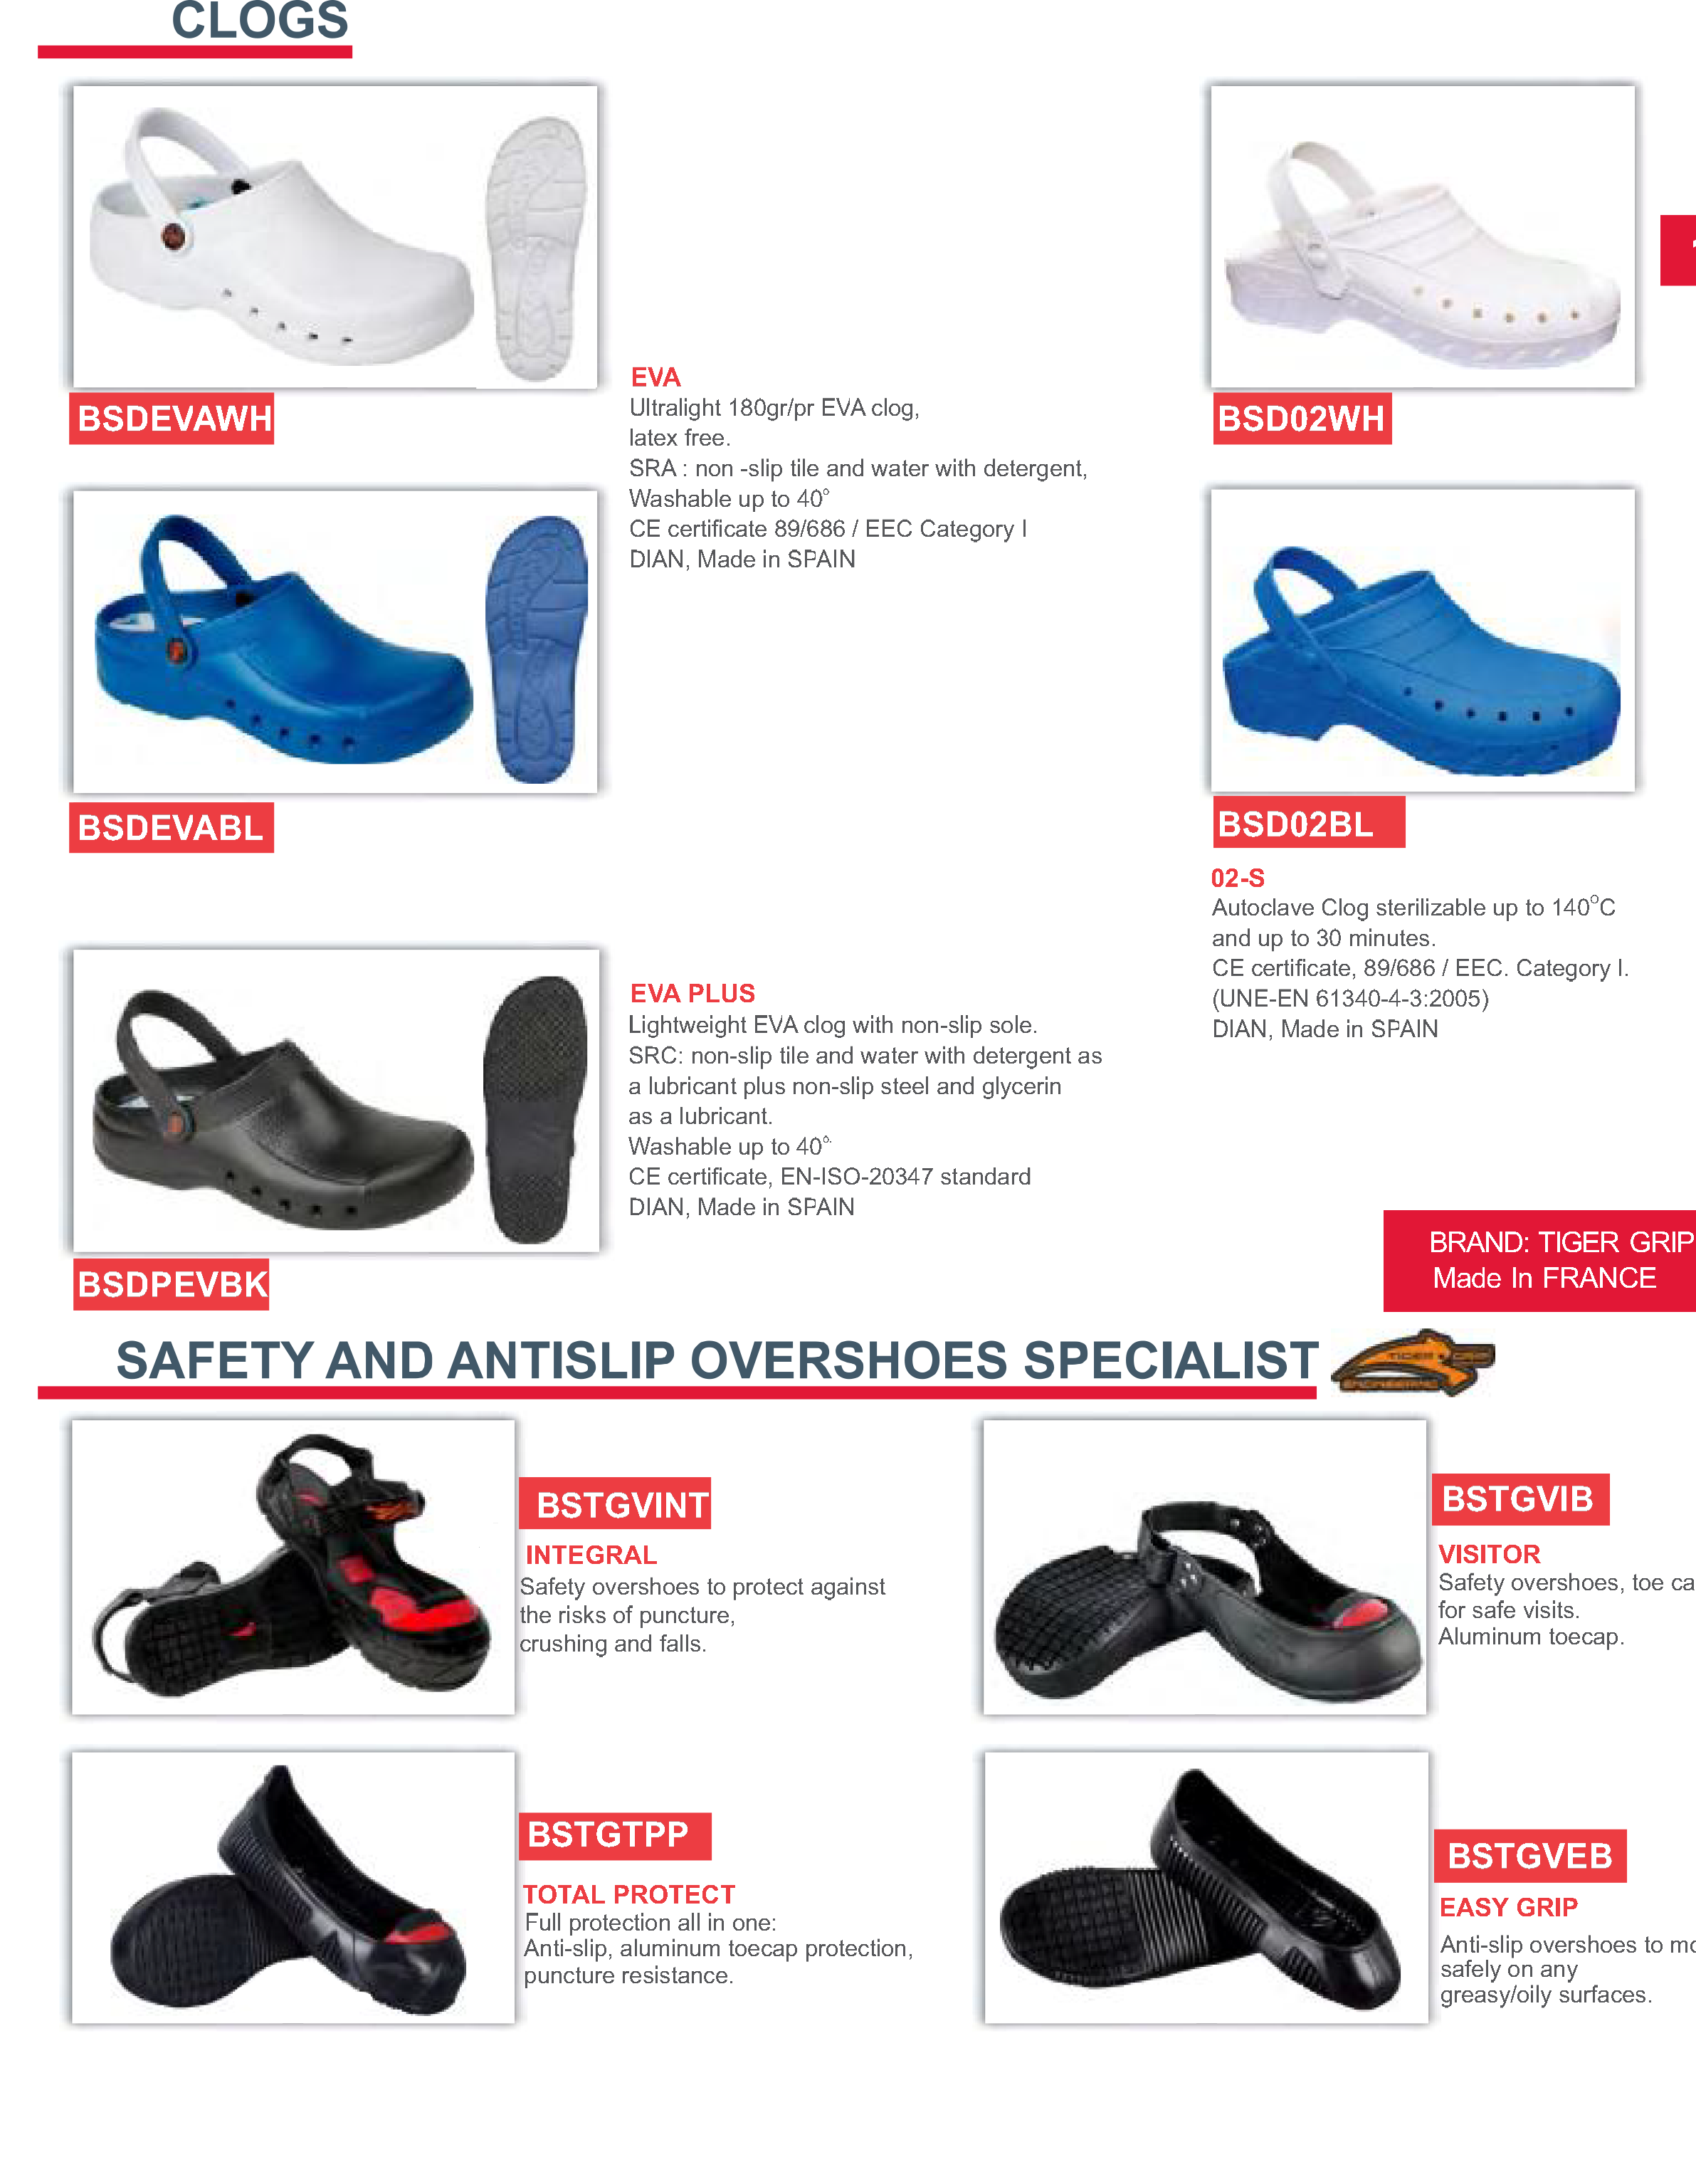 CLOGS
BSDEVAWH
EVA
Ultralight 180gr/pr EVA clog,
latex free.
SRA : non -slip tile and water with detergent,
Washable up to 40°
CE certificate 89/686 / EEC Category I
DIAN, Made in SPAIN
BSDEVABL
BSD02WH
BSD02BL
02-S
Autoclave Clog sterilizable up to 140°C
and up to 30 minutes.
CE certificate, 89/686 / EEC. Category I.
(UNE-EN 61340-4-3:2005)
DIAN, Made in SPAIN
EVA PLUS
Lightweight EVA clog with non-slip sole.
SRC: non-slip tile and water with detergent as
a lubricant plus non-slip steel and glycerin
as a lubricant.
Washable up to 40°.
CE certificate, EN-ISO-20347 standard
DIAN, Made in SPAIN
BSDPEVBK
BRAND: TIGER GRIP
Made In FRANCE
SAFETY AND ANTISLIP OVERSHOES SPECIALIST
TIGER GRIP
BSTGVINT
INTEGRAL
Safety overshoes to protect against
the risks of puncture,
crushing and falls.
BSTGVIB
VISITOR
Safety overshoes, toe ca
for safe visits.
Aluminum toecap.
BSTGTPP
TOTAL PROTECT
Full protection all in one:
Anti-slip, aluminum toecap protection,
puncture resistance.
BSTGVEB
EASY GRIP
Anti-slip overshoes to mo
safely on any
greasy/oily surfaces.